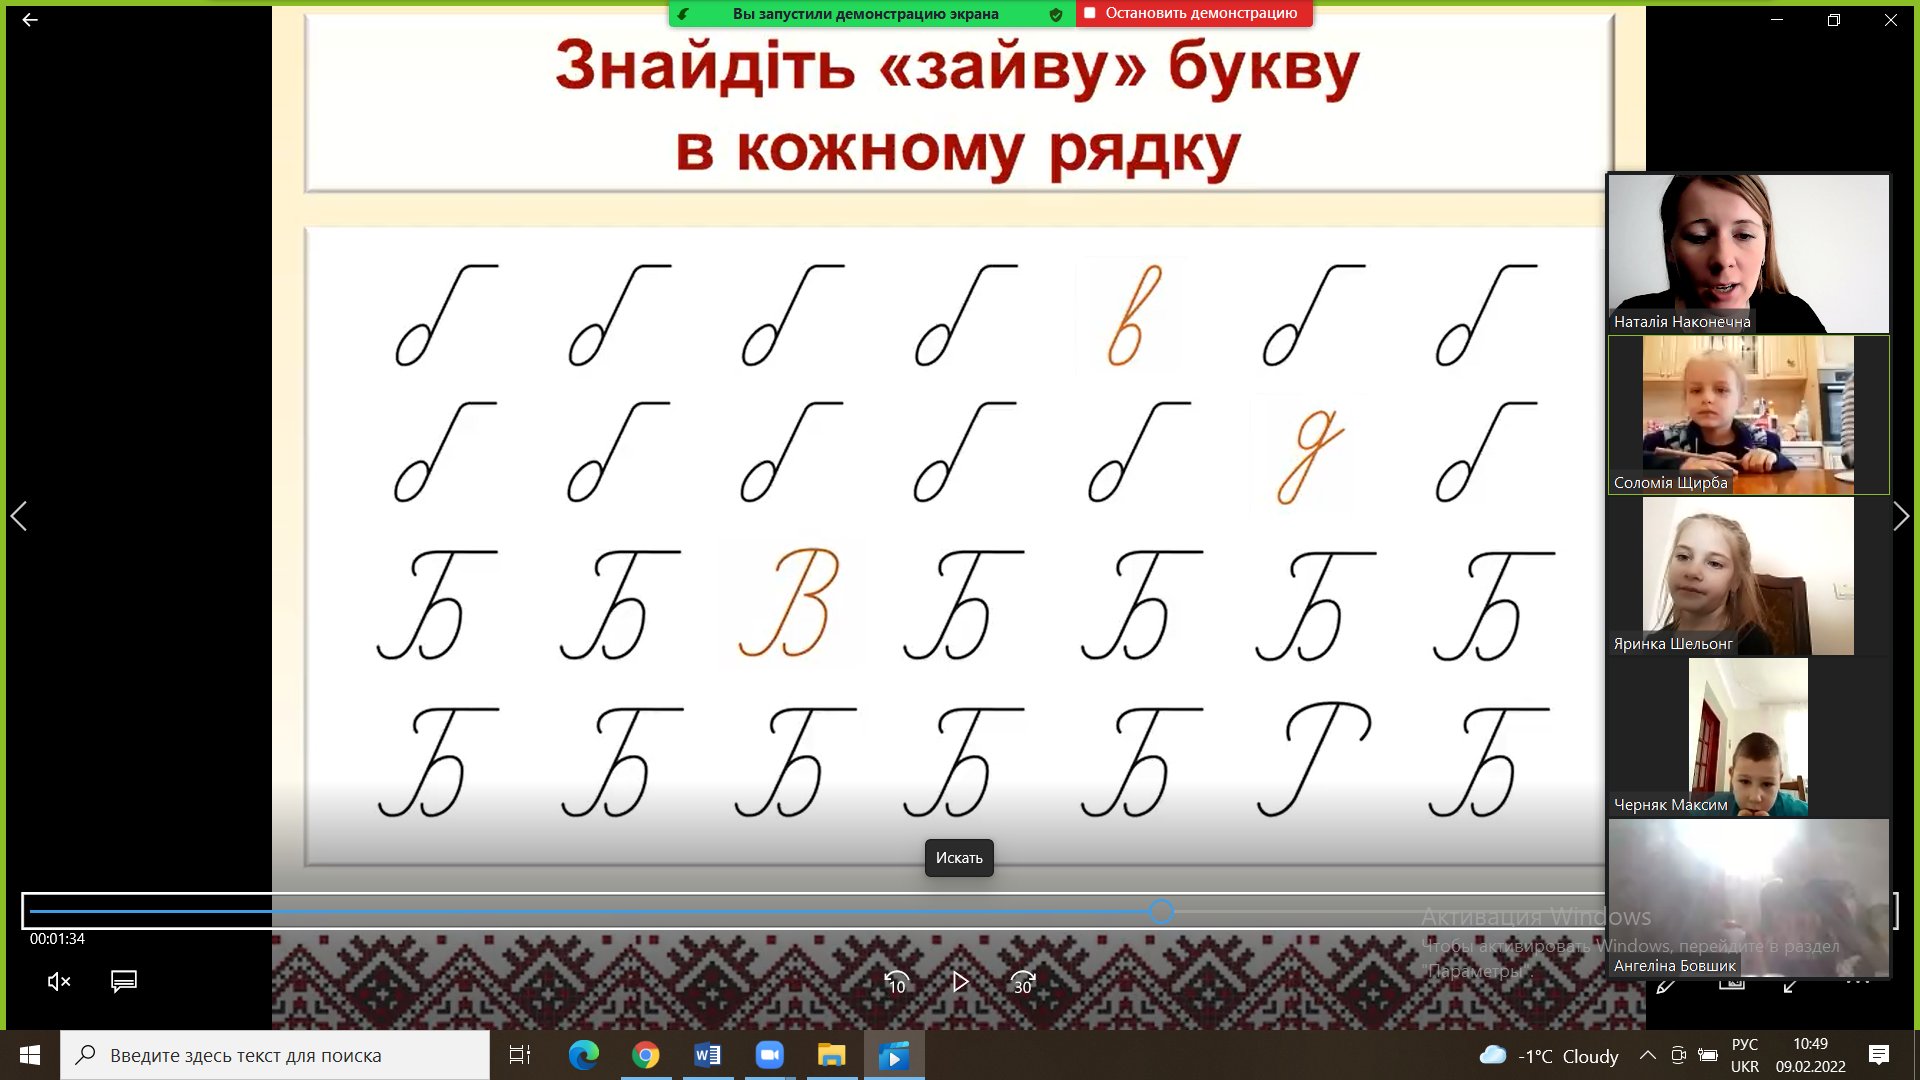 Вы запустили демонстрацию экрана
Остановить демонстрацию
Знайдіть «зайву» букву
в кожному рядку
б б б б в б б
б б б б б д б
Б Б В Б Б Б Б
Б Б Б Б Б Г Б
Наталія Наконечна
Соломія Щирба
Яринка Шельонг
Черняк Максим
Ангеліна Бовшик
Искать
00:01:34
10
30
Активация Windows
Чтобы активировать Windows, перейдите в раздел
"Параметры".
Введите здесь текст для поиска
-1°C Cloudy
РУС
UKR
10:49
09.02.2022